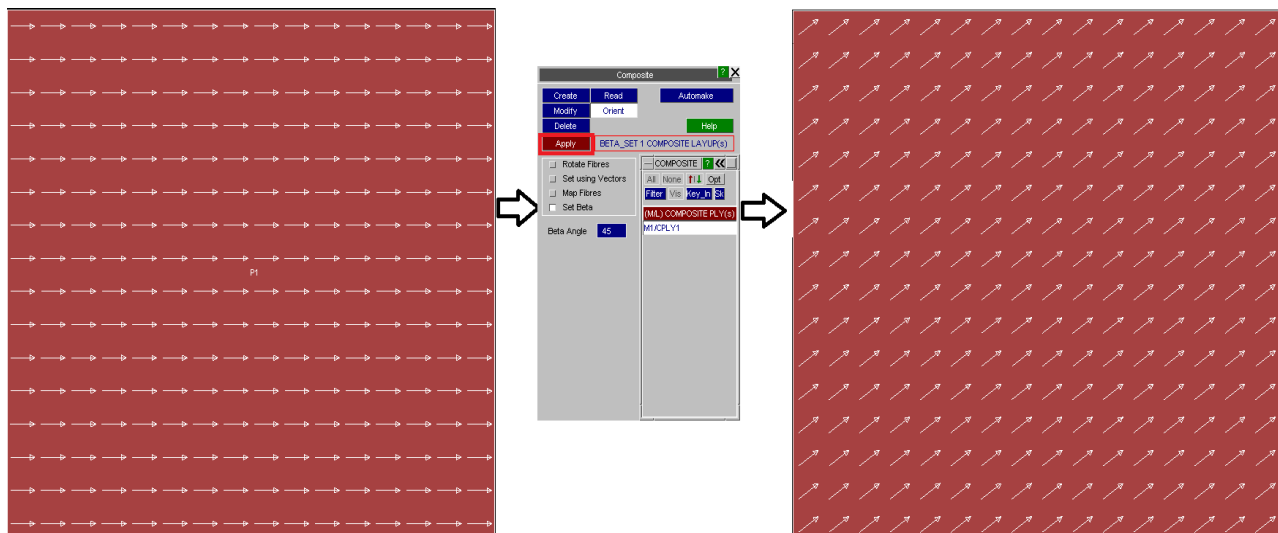 P1
Composite ? X
Create Read Automake
Modify Orient
Delete Help
Apply BETA_SET 1 COMPOSITE LAYUP(s)
Rotate Fibres
Set using Vectors
Map Fibres
Set Beta
Beta Angle 45
COMPOSITE ?
All None Opt
Filter Vis Key_In Sk
(M/L) COMPOSITE PLY(s)
M1/CPLY1